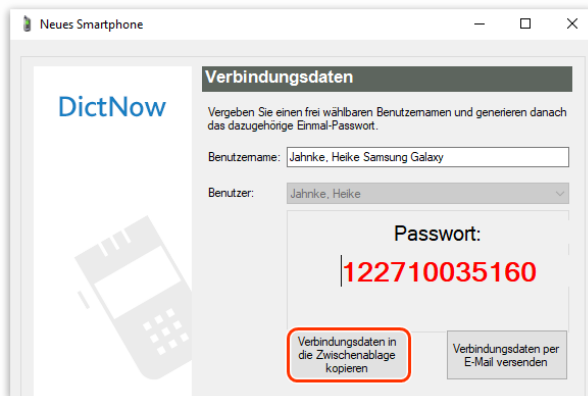 Neues Smartphone
DictNow
Verbindungsdaten
Vergeben Sie einen frei wählbaren Benutzernamen und generieren danach
das dazugehörige Einmal-Passwort.
Benutzername: Jahnke, Heike Samsung Galaxy
Benutzer: Jahnke, Heike
Passwort:
122710035160
Verbindungsdaten in
die Zwischenablage
kopieren
Verbindungsdaten per
E-Mail versenden